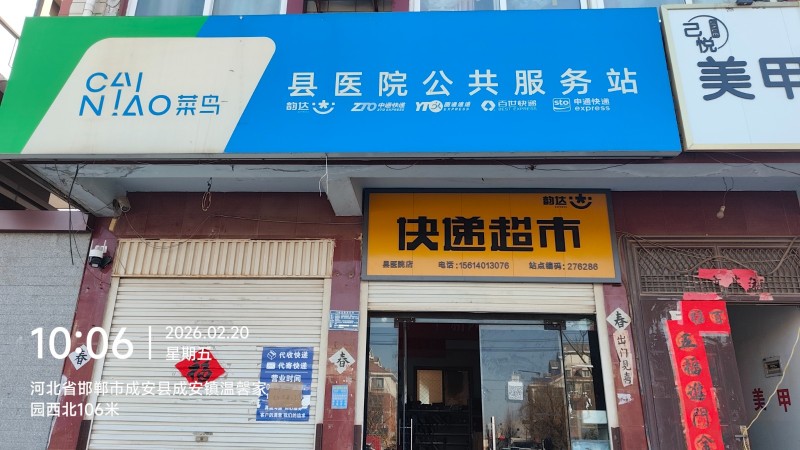 CAI
NIAO 菜鸟
县医院公共服务站
韵达
ZTO 中通快递
YTO 圆通速递
EXPRESS
百世快递
BEST EXPRESS
sto 申通快递
express
己悦
美甲
韵达
快递超市
县医院店 电话:15614013076 站点编码:276286
10:06
2026.02.20
星期五
河北省邯郸市成安县成安镇温馨家
园西北106米
春
福
代收快递
代寄快递
营业时间
春
春
出门见喜
美甲